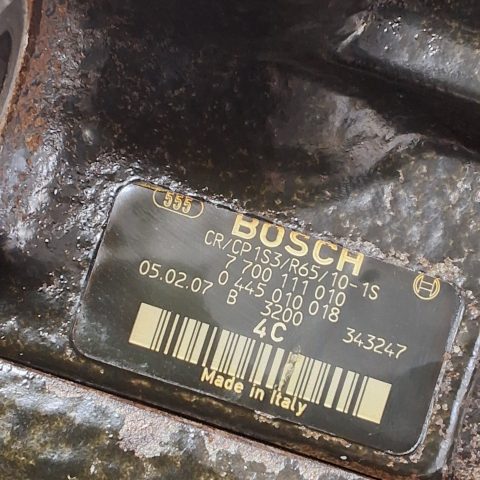 555
BOSCH
CR/CP1S3/R65/10-1S
7 700 111 010
05.02.07 0 445 010 018
B 3200 343247
4C
Made in Italy